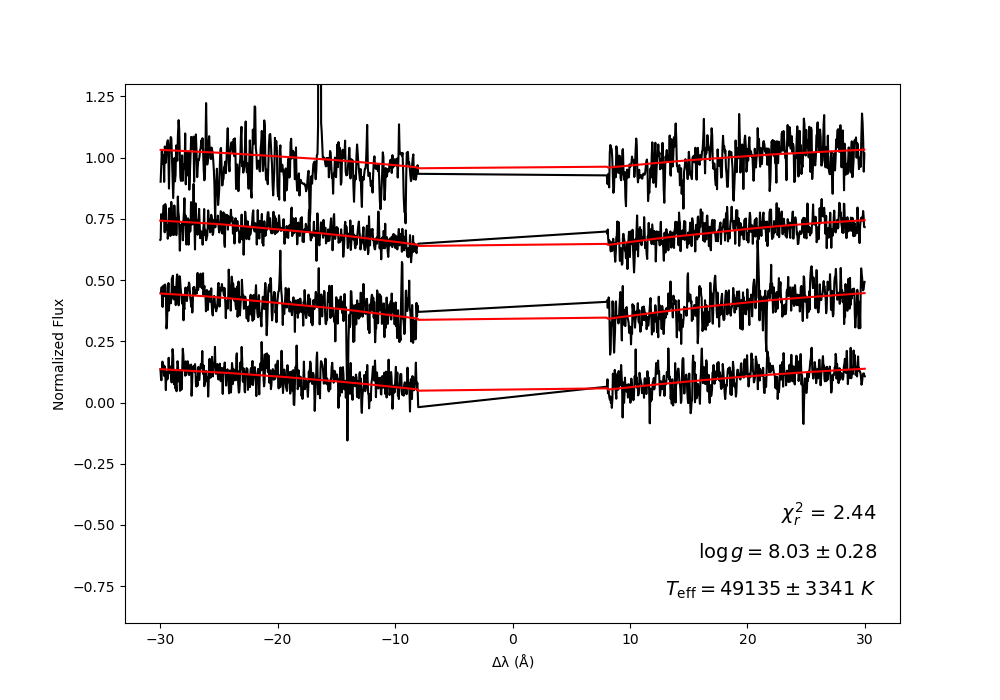 1.25
1.00
0.75
0.50
0.25
0.00
−0.25
−0.50
−0.75
Normalized Flux
χ²ᵣ = 2.44
log g = 8.03 ± 0.28
T_eff = 49135 ± 3341 K
−30 −20 −10 0 10 20 30
Δλ (Å)